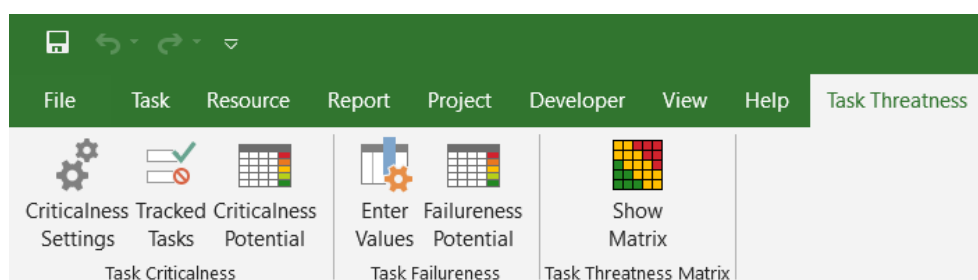 File Task Resource Report Project Developer View Help Task Threatness
Criticalness Tracked Criticalness Enter Failureness Show
Settings Tasks Potential Values Potential Matrix
Task Criticalness Task Failureness Task Threatness Matrix